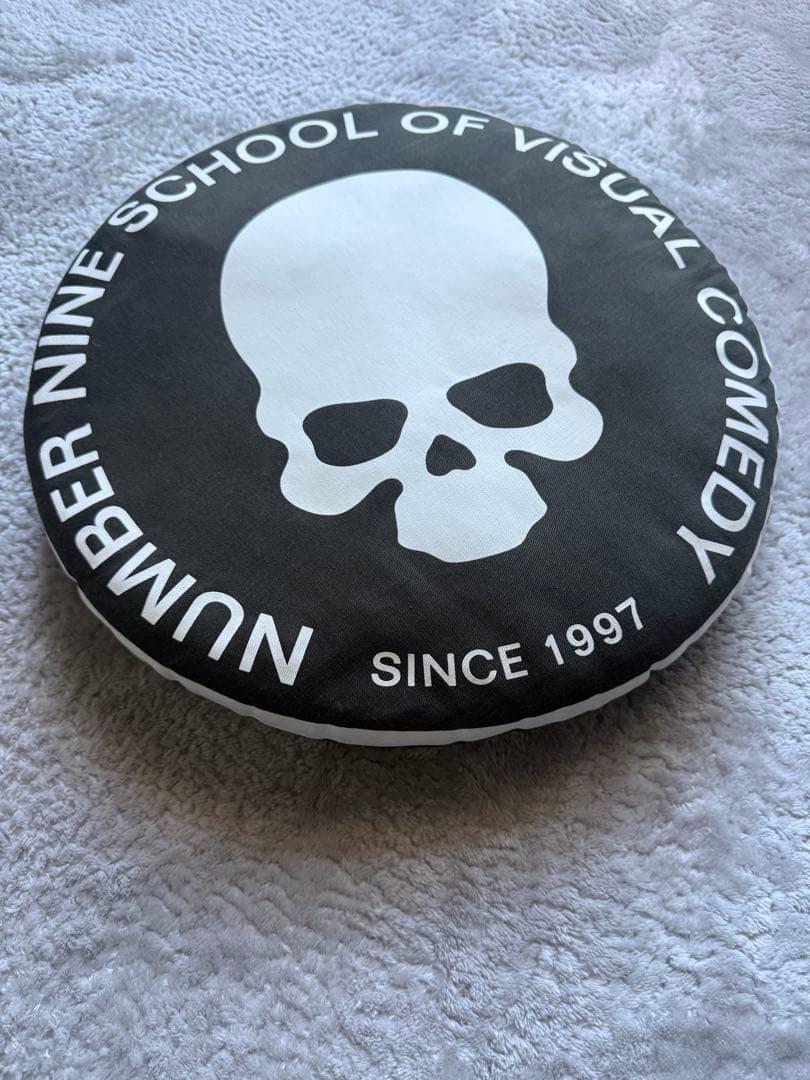 NUMBER NINE SCHOOL OF VISUAL COMEDY
SINCE 1997